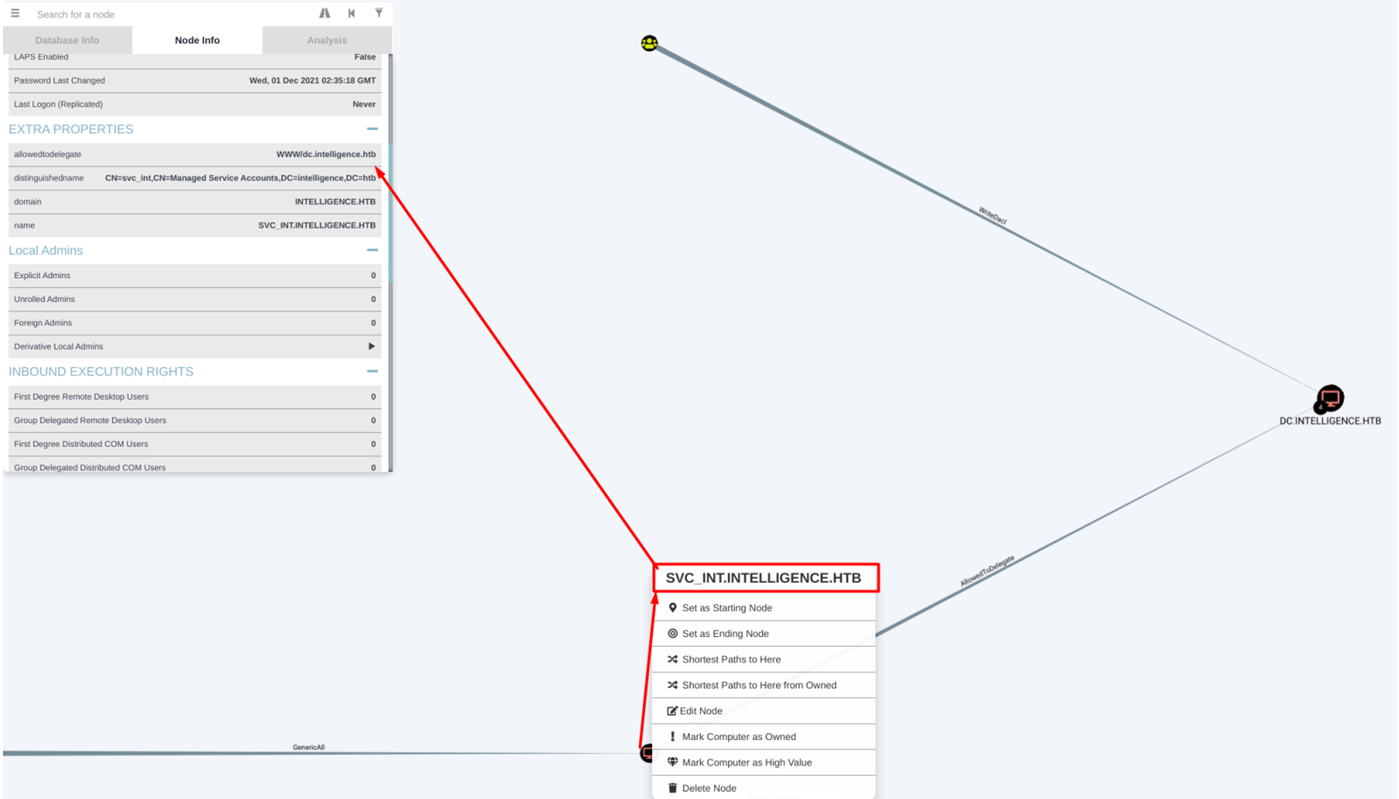 Search for a node
Database Info Node Info Analysis
LAPS Enabled False
Password Last Changed Wed, 01 Dec 2021 02:35:18 GMT
Last Logon (Replicated) Never
EXTRA PROPERTIES
allowedtodelegate WWW/dc.intelligence.htb
distinguishedname CN=svc_int,CN=Managed Service Accounts,DC=intelligence,DC=htb
domain INTELLIGENCE.HTB
name SVC_INT.INTELLIGENCE.HTB
Local Admins
Explicit Admins 0
Unrolled Admins 0
Foreign Admins 0
Derivative Local Admins
INBOUND EXECUTION RIGHTS
First Degree Remote Desktop Users 0
Group Delegated Remote Desktop Users 0
First Degree Distributed COM Users 0
Group Delegated Distributed COM Users 0
WriteDacl
4
DC.INTELLIGENCE.HTB
AllowedToDelegate
SVC_INT.INTELLIGENCE.HTB
Set as Starting Node
Set as Ending Node
Shortest Paths to Here
Shortest Paths to Here from Owned
Edit Node
Mark Computer as Owned
Mark Computer as High Value
Delete Node
GenericAll